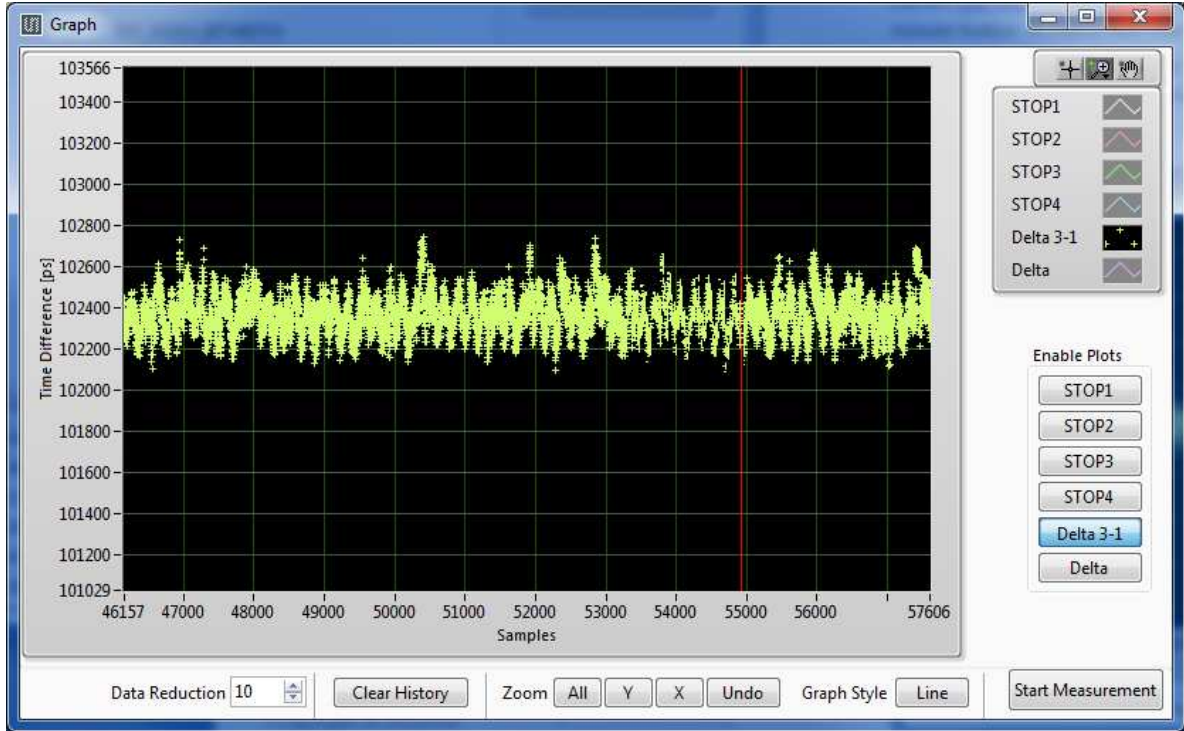 Graph
103566
103400
103200
103000
102800
102600
102400
102200
102000
101800
101600
101400
101200
101029
Time Difference [ps]
46157 47000 48000 49000 50000 51000 52000 53000 54000 55000 56000 57606
Samples
STOP1
STOP2
STOP3
STOP4
Delta 3-1
Delta
Enable Plots
STOP1
STOP2
STOP3
STOP4
Delta 3-1
Delta
Data Reduction 10 Clear History Zoom All Y X Undo Graph Style Line Start Measurement